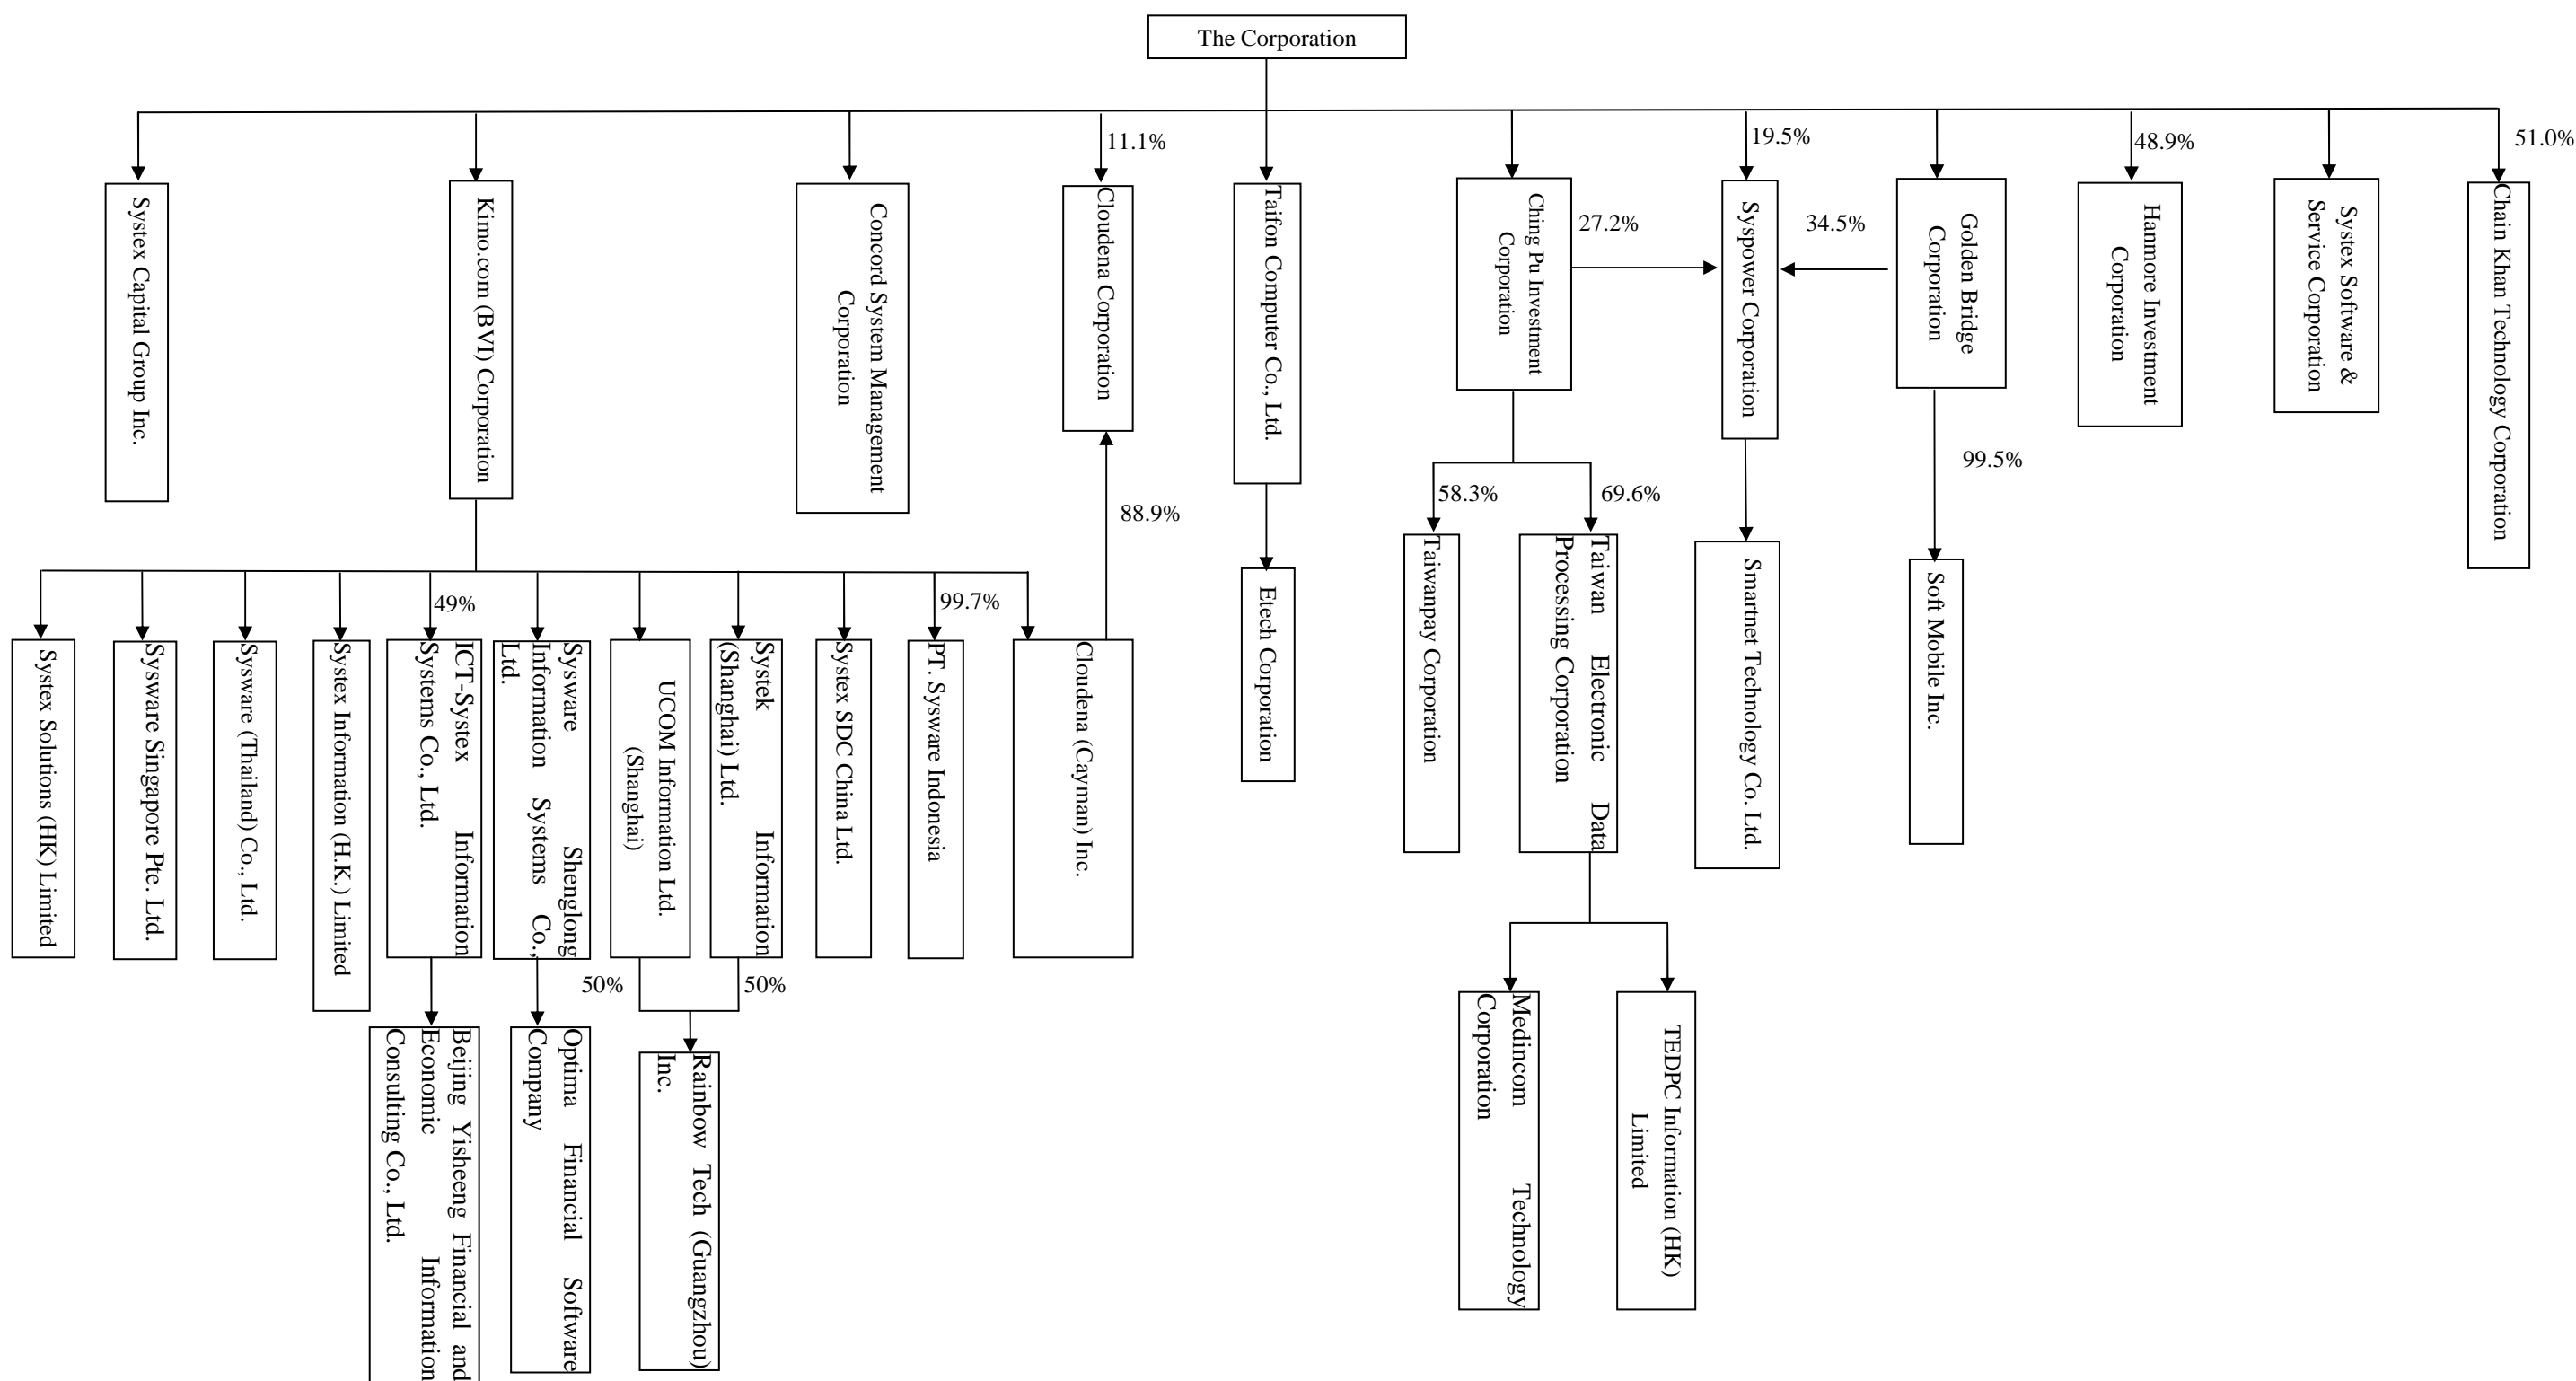 The Corporation
11.1%
19.5%
48.9%
51.0%
Systex Capital Group Inc.
Kimo.com (BVI) Corporation
Concord System Management
Corporation
Cloudena Corporation
Taifon Computer Co., Ltd.
Ching Pu Investment
Corporation
27.2%
Syspower Corporation
34.5%
Golden Bridge
Corporation
Hanmore Investment
Corporation
Systex Software &
Service Corporation
Chain Khan Technology Corporation
88.9%
58.3%
69.6%
99.5%
49%
99.7%
Systex Solutions (HK) Limited
Sysware Singapore Pte. Ltd.
Sysware (Thailand) Co., Ltd.
Systex Information (H.K.) Limited
ICT-Systex Information
Systems Co., Ltd.
Sysware Shenglong
Information Systems Co.,
Ltd.
UCOM Information Ltd.
(Shanghai)
Systek Information
(Shanghai) Ltd.
Systex SDC China Ltd.
PT. Sysware Indonesia
Cloudena (Cayman) Inc.
Etech Corporation
Taiwanpay Corporation
Taiwan Electronic Data
Processing Corporation
Smartnet Technology Co. Ltd.
Soft Mobile Inc.
50%
50%
Beijing Yisheeng Financial and
Economic Information
Consulting Co., Ltd.
Optima Financial Software
Company
Rainbow Tech (Guangzhou)
Inc.
Medincom Technology
Corporation
TEDPC Information (HK)
Limited